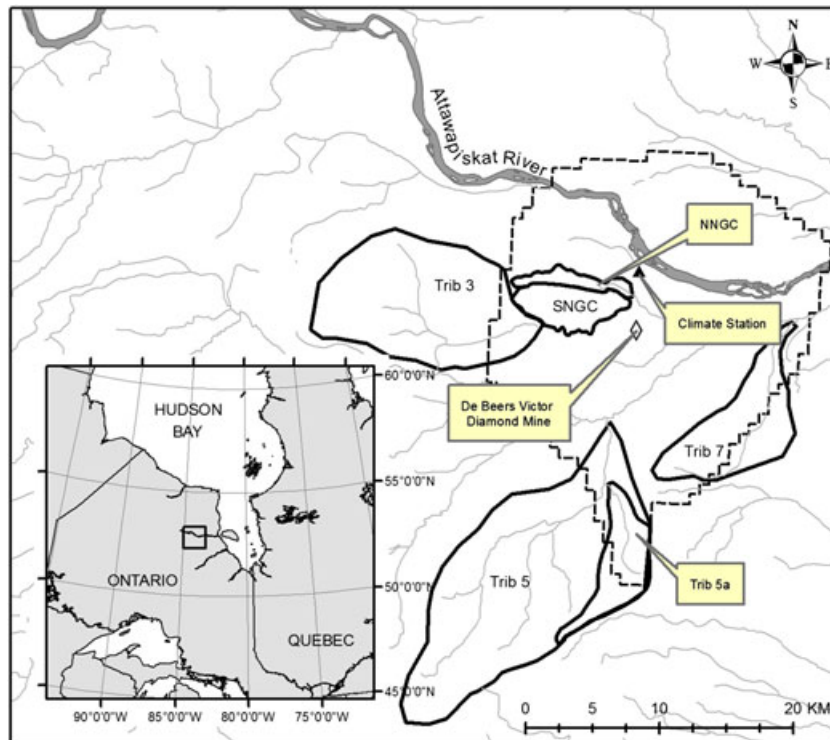 N
W
E
S
Attawapiskat River
NNGC
Trib 3
SNGC
Climate Station
De Beers Victor
Diamond Mine
Trib 7
Trib 5
Trib 5a
HUDSON
BAY
ONTARIO
QUEBEC
60°0'0"N
55°0'0"N
50°0'0"N
45°0'0"N
90°0'0"W
85°0'0"W
80°0'0"W
75°0'0"W
0
5
10
20 KM